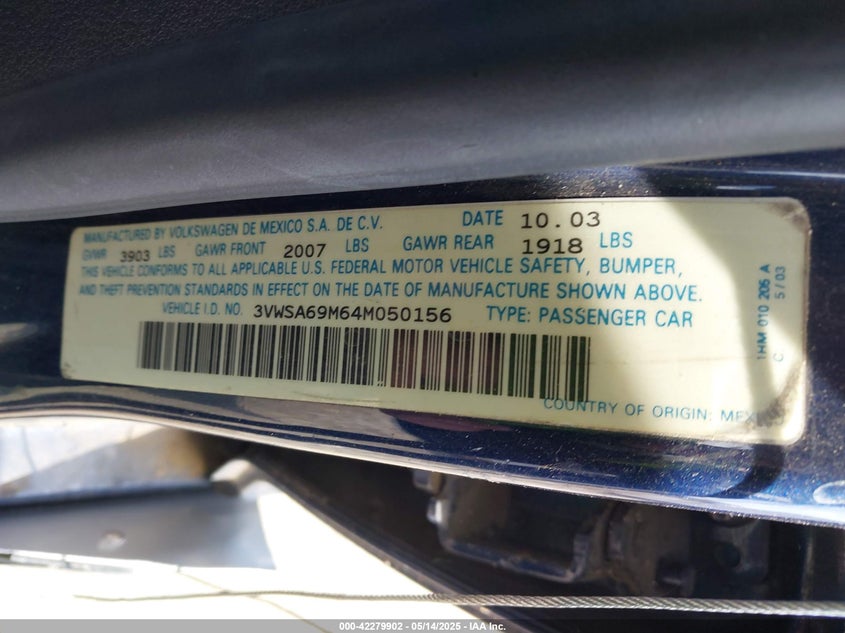 MANUFACTURED BY VOLKSWAGEN DE MEXICO S.A. DE C.V. DATE 10.03
GVWR 3903 LBS GAWR FRONT 2007 LBS GAWR REAR 1918 LBS
THIS VEHICLE CONFORMS TO ALL APPLICABLE U.S. FEDERAL MOTOR VEHICLE SAFETY, BUMPER,
AND THEFT PREVENTION STANDARDS IN EFFECT ON THE DATE OF MANUFACTURE SHOWN ABOVE.
VEHICLE I.D. NO. 3VWSA69M64M050156 TYPE: PASSENGER CAR
COUNTRY OF ORIGIN:
1HM 010 205 A
C 5/03
000-42279902 - 05/14/2025 - IAA Inc.